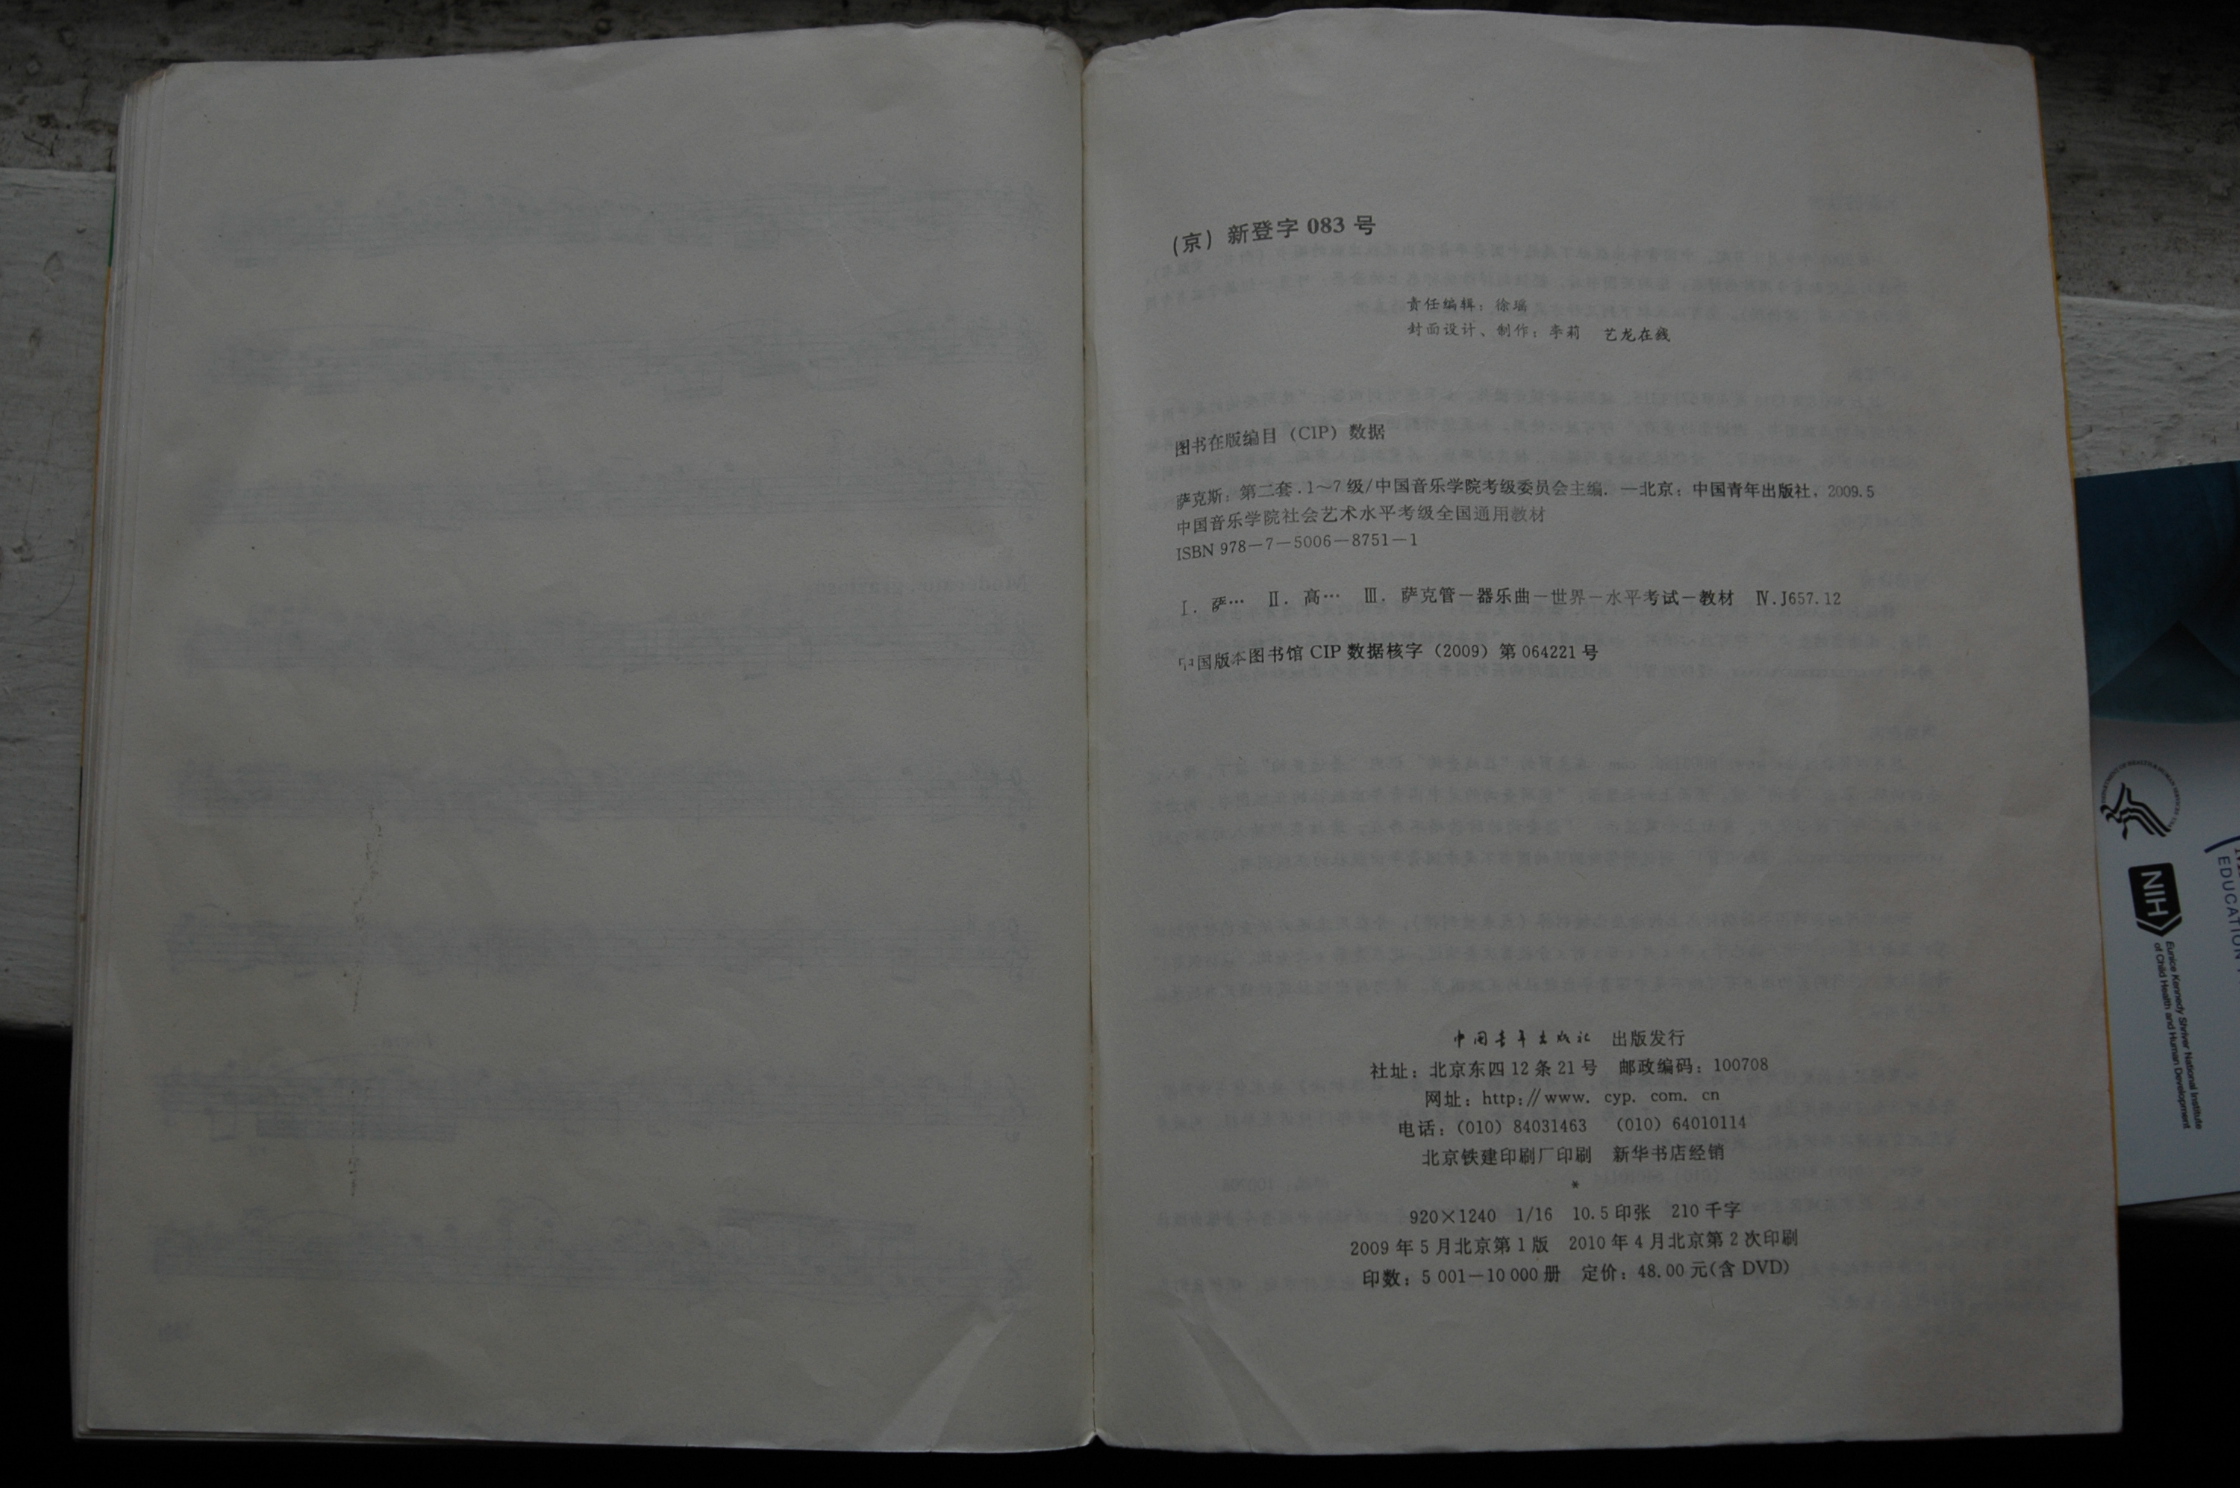 (京) 新登字 083 号
责任编辑：徐瑶
封面设计、制作：李莉　艺龙在线
图书在版编目（CIP）数据
萨克斯：第二套.1～7级/中国音乐学院考级委员会主编.—北京：中国青年出版社，2009.5
中国音乐学院社会艺术水平考级全国通用教材
ISBN 978－7－5006－8751－1
Ⅰ. 萨…　Ⅱ. 高…　Ⅲ. 萨克管－器乐曲－世界－水平考试－教材　Ⅳ.J657.12
中国版本图书馆 CIP 数据核字（2009）第 064221 号
中国青年出版社　出版发行
社址：北京东四 12 条 21 号　邮政编码：100708
网址：http://www. cyp. com. cn
电话：(010) 84031463　(010) 64010114
北京铁建印刷厂印刷　新华书店经销
*
920×1240　1/16　10.5 印张　210 千字
2009 年 5 月北京第 1 版　2010 年 4 月北京第 2 次印刷
印数：5 001－10 000 册　定价：48.00 元(含 DVD)
NIH
Eunice Kennedy Shriver National Institute
of Child Health and Human Development
EDUCATION